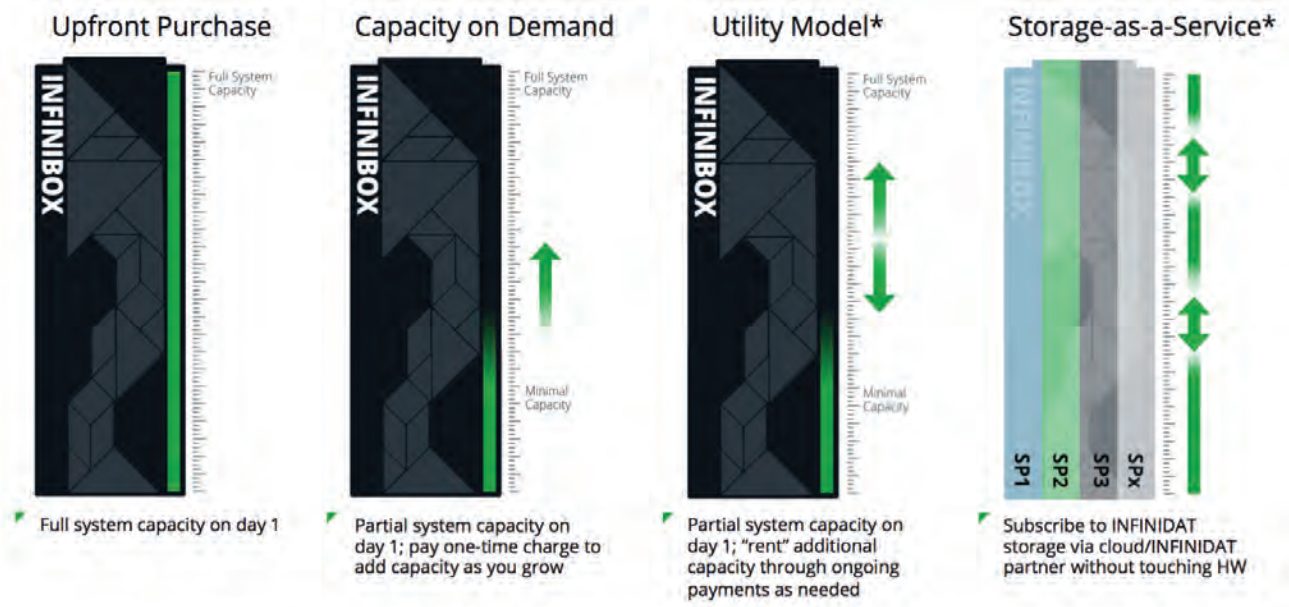 Upfront Purchase
INFINIBOX
Full System
Capacity
Full system capacity on day 1
Capacity on Demand
INFINIBOX
Full System
Capacity
Minimal
Capacity
Partial system capacity on
day 1; pay one-time charge to
add capacity as you grow
Utility Model*
INFINIBOX
Full System
Capacity
Minimal
Capacity
Partial system capacity on
day 1; “rent” additional
capacity through ongoing
payments as needed
Storage-as-a-Service*
INFINIBOX
SP1
SP2
SP3
SPx
Subscribe to INFINIDAT
storage via cloud/INFINIDAT
partner without touching HW